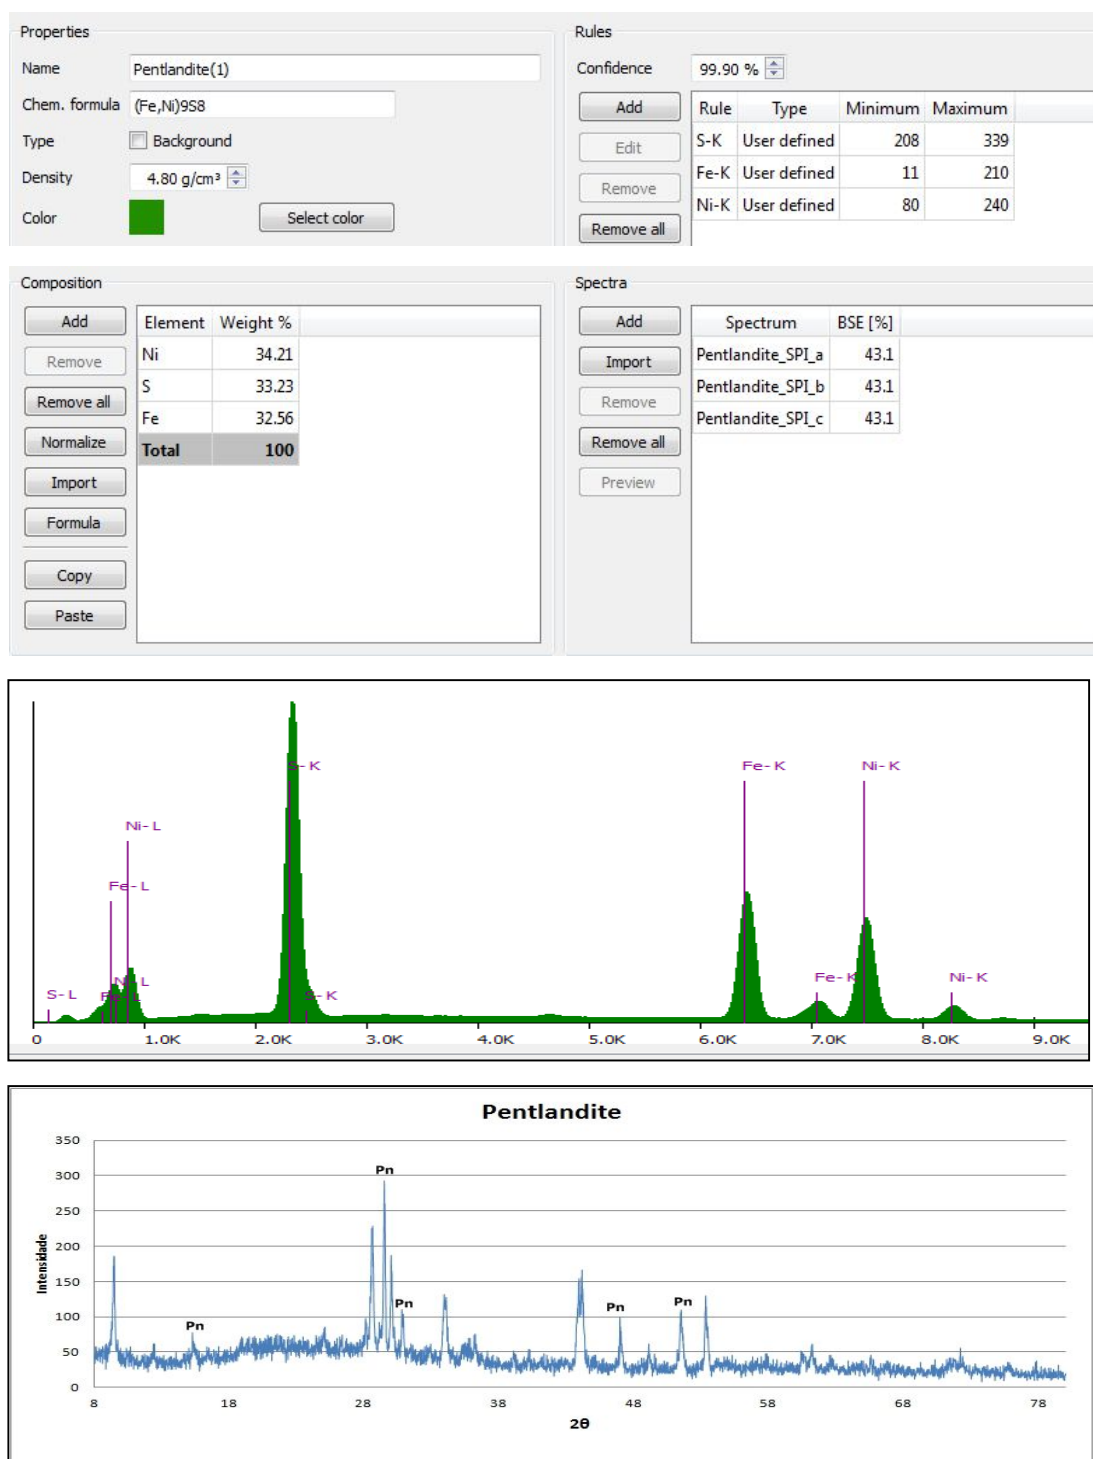 Properties
Name Pentlandite(1)
Chem. formula (Fe,Ni)9S8
Type Background
Density 4.80 g/cm³
Color Select color
Rules
Confidence 99.90 %
Add
Edit
Remove
Remove all
Rule Type Minimum Maximum
S-K User defined 208 339
Fe-K User defined 11 210
Ni-K User defined 80 240
Composition
Add
Remove
Remove all
Normalize
Import
Formula
Copy
Paste
Element Weight %
Ni 34.21
S 33.23
Fe 32.56
Total 100
Spectra
Add
Import
Remove
Remove all
Preview
Spectrum BSE [%]
Pentlandite_SPI_a 43.1
Pentlandite_SPI_b 43.1
Pentlandite_SPI_c 43.1
S-K Fe-K Ni-K
Ni-L
Fe-L
Ni-L Fe-K Ni-K
S-L Fe-L S-K
0 1.0K 2.0K 3.0K 4.0K 5.0K 6.0K 7.0K 8.0K 9.0K
Pentlandite
350
300
250
200
150
100
50
0
Intensidade
Pn
Pn
Pn
Pn
Pn
8 18 28 38 48 58 68 78
2θ